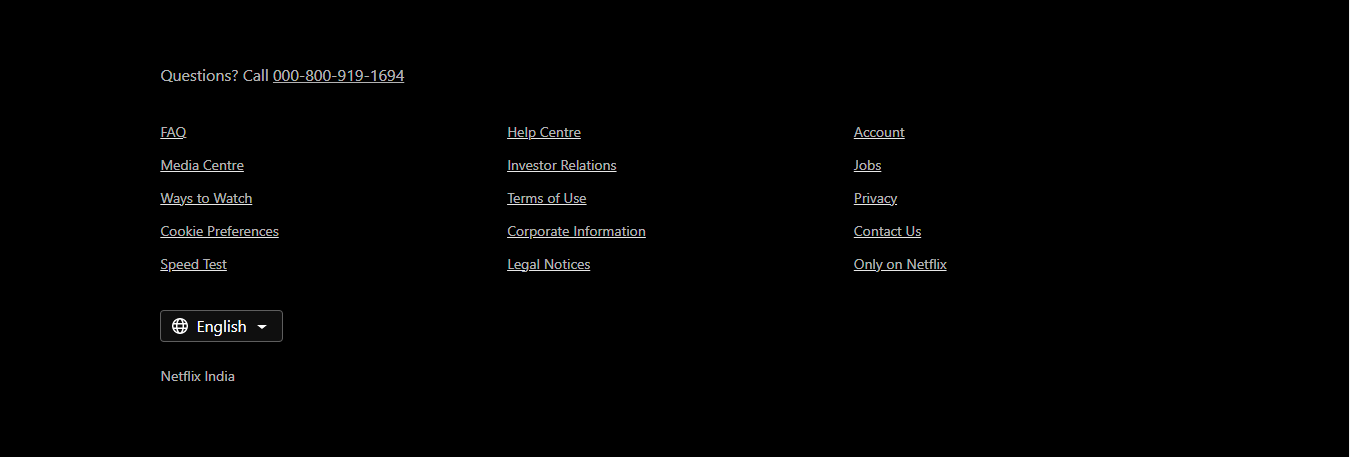 Questions? Call 000-800-919-1694
FAQ
Help Centre
Account
Media Centre
Investor Relations
Jobs
Ways to Watch
Terms of Use
Privacy
Cookie Preferences
Corporate Information
Contact Us
Speed Test
Legal Notices
Only on Netflix
English
Netflix India